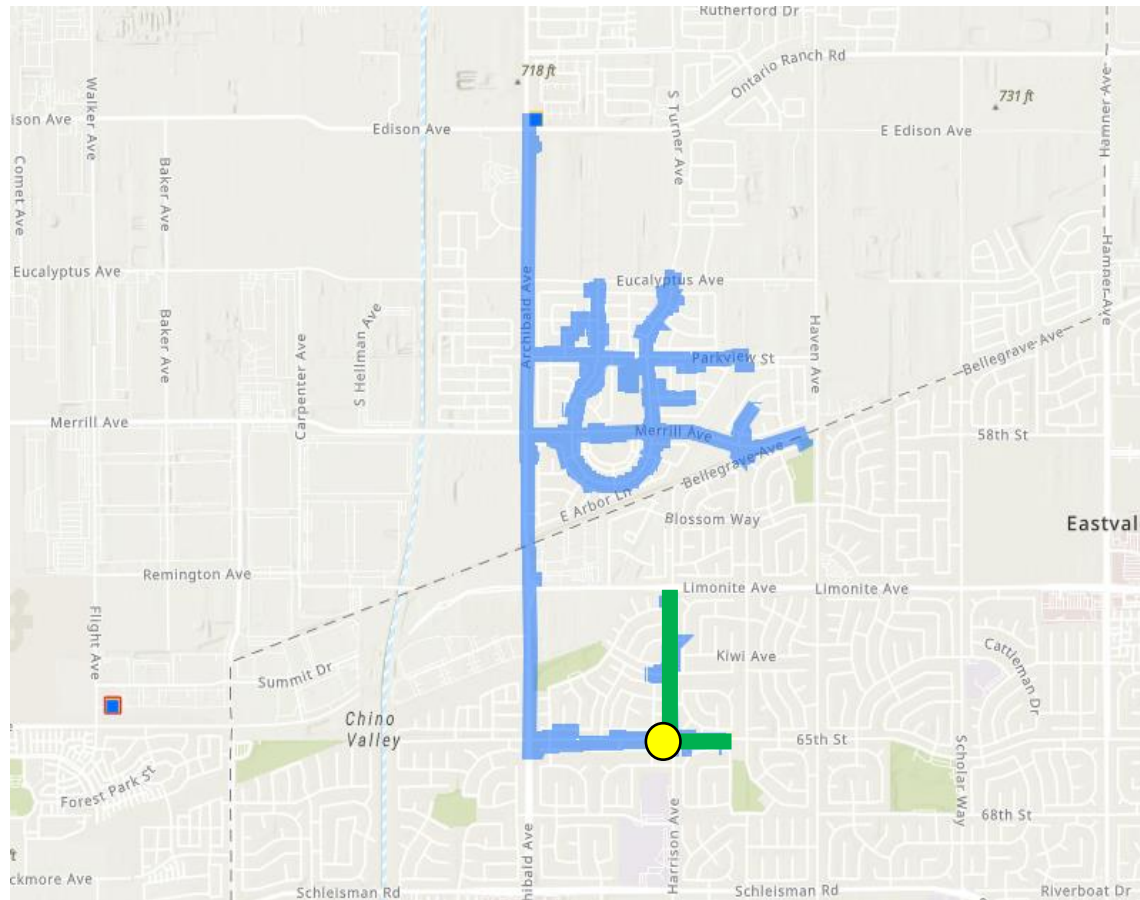 Rutherford Dr
Ontario Ranch Rd
718 ft
731 ft
Walker Ave
S Turner Ave
Hamner Ave
ison Ave
Edison Ave
E Edison Ave
Comet Ave
Baker Ave
Eucalyptus Ave
Eucalyptus Ave
Hamner Ave
Archibald Ave
Baker Ave
Carpenter Ave
S Hellman Ave
Haven Ave
Parkview St
Bellegrave Ave
Merrill Ave
Merrill Ave
58th St
Bellegrave Ave
E Arbor Ln
Blossom Way
Eastval
Remington Ave
Limonite Ave
Limonite Ave
Flight Ave
Kiwi Ave
Cattleman Dr
Summit Dr
Chino
Valley
65th St
Scholar Way
Forest Park St
68th St
hibald Ave
Harrison Ave
ft
ckmore Ave
Schleisman Rd
Schleisman Rd
Riverboat Dr